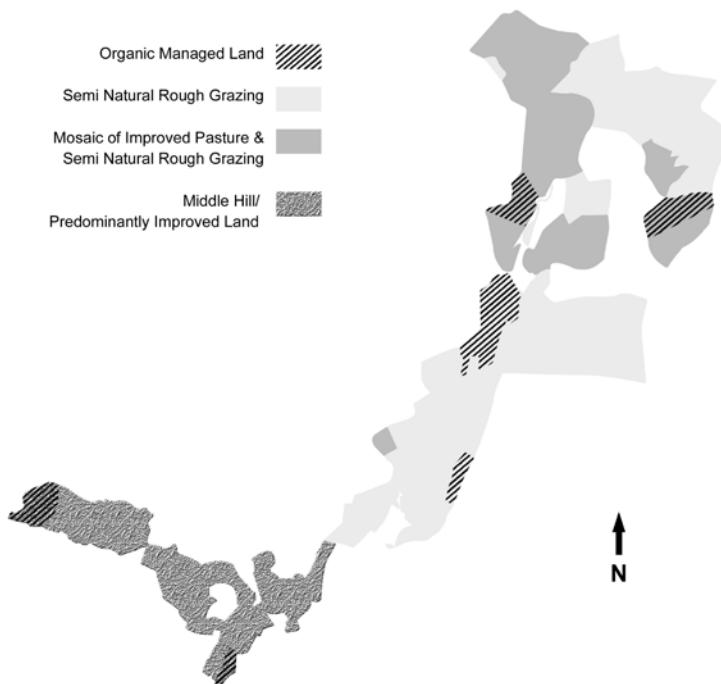 Organic Managed Land
Semi Natural Rough Grazing
Mosaic of Improved Pasture &
Semi Natural Rough Grazing
Middle Hill/
Predominantly Improved Land
N